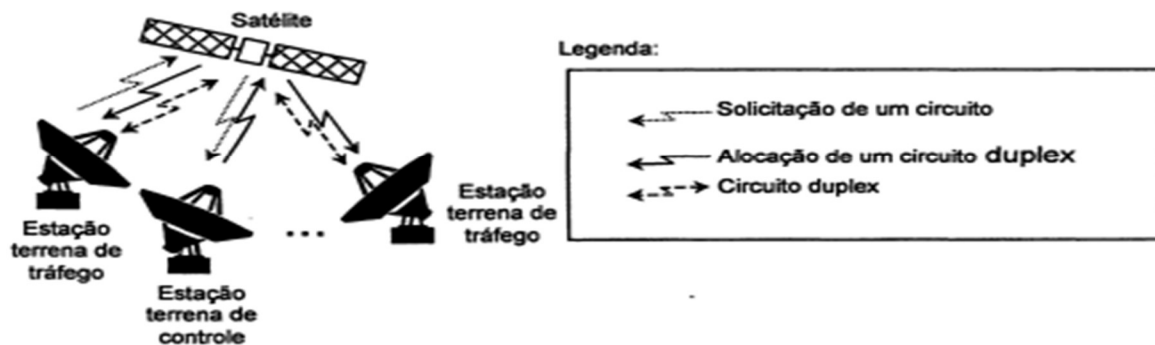 Satélite
Legenda:
Solicitação de um circuito
Alocação de um circuito duplex
Circuito duplex
Estação
terrena de
tráfego
Estação
terrena de
controle
...
Estação
terrena de
tráfego